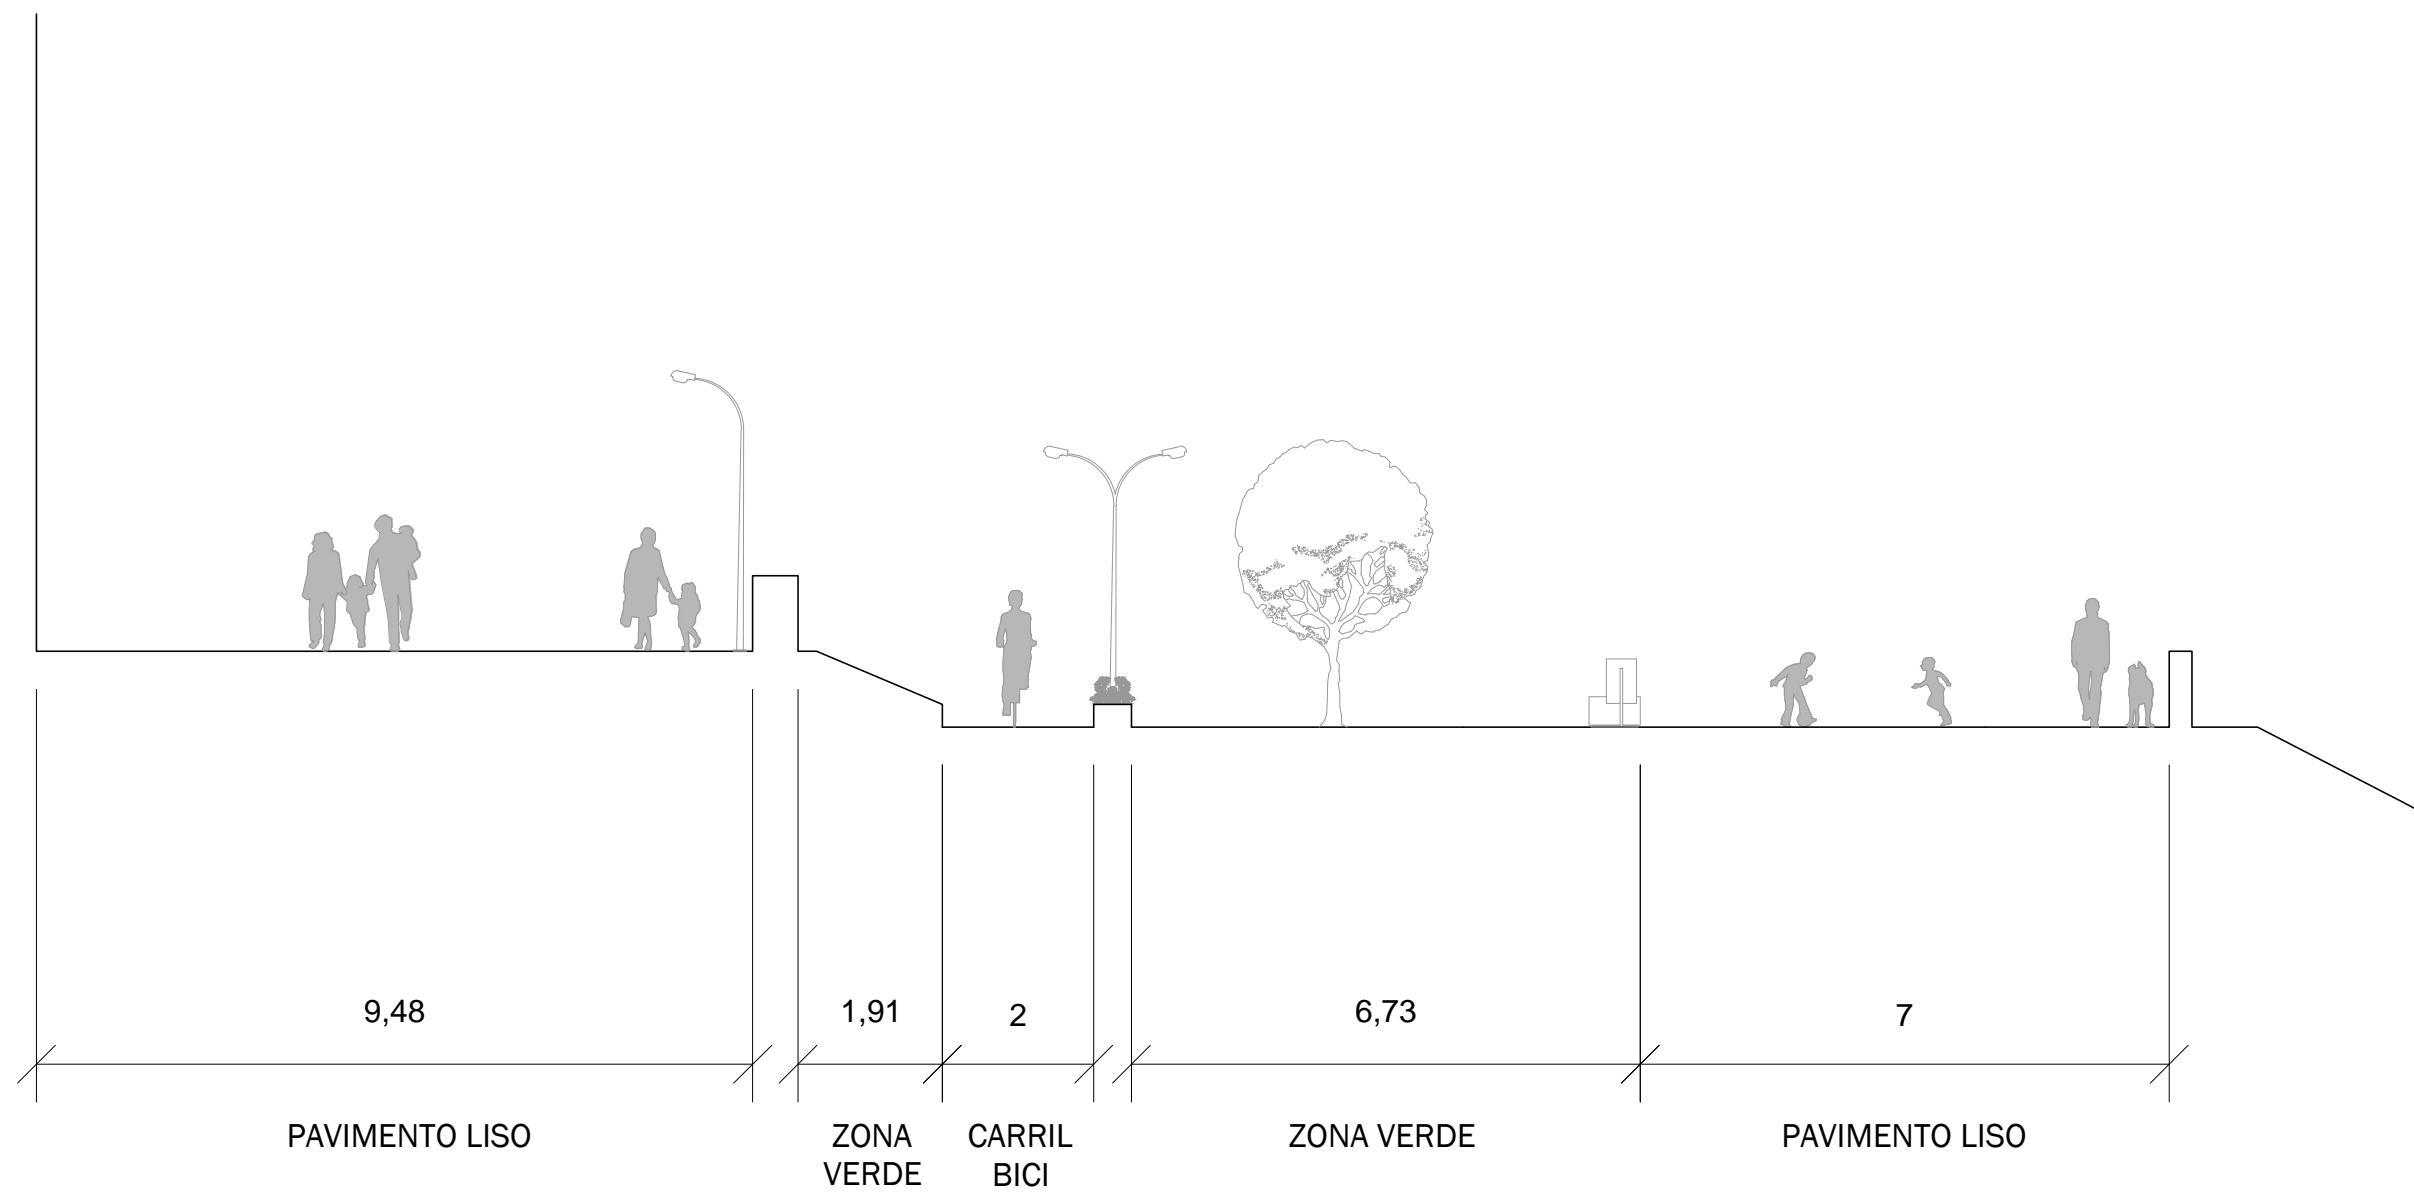 9,48
1,91
2
6,73
7
PAVIMENTO LISO
ZONA
VERDE
CARRIL
BICI
ZONA VERDE
PAVIMENTO LISO